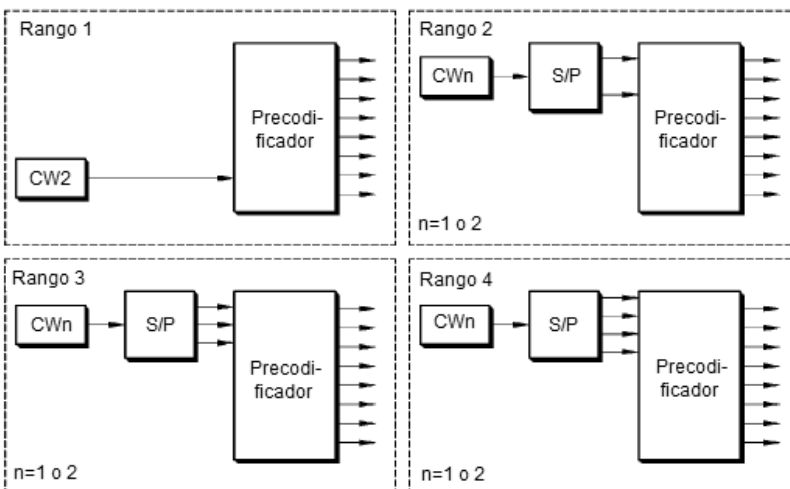 Rango 1
CW2
Precodi-
ficador
Rango 2
CWn
S/P
Precodi-
ficador
n=1 o 2
Rango 3
CWn
S/P
Precodi-
ficador
n=1 o 2
Rango 4
CWn
S/P
Precodi-
ficador
n=1 o 2